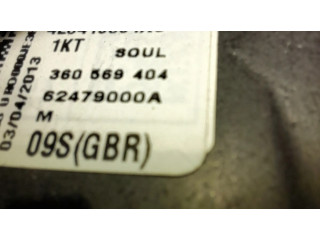 1KT SOUL
360 569 404
62479000A
M
09S(GBR)
03/04/2013